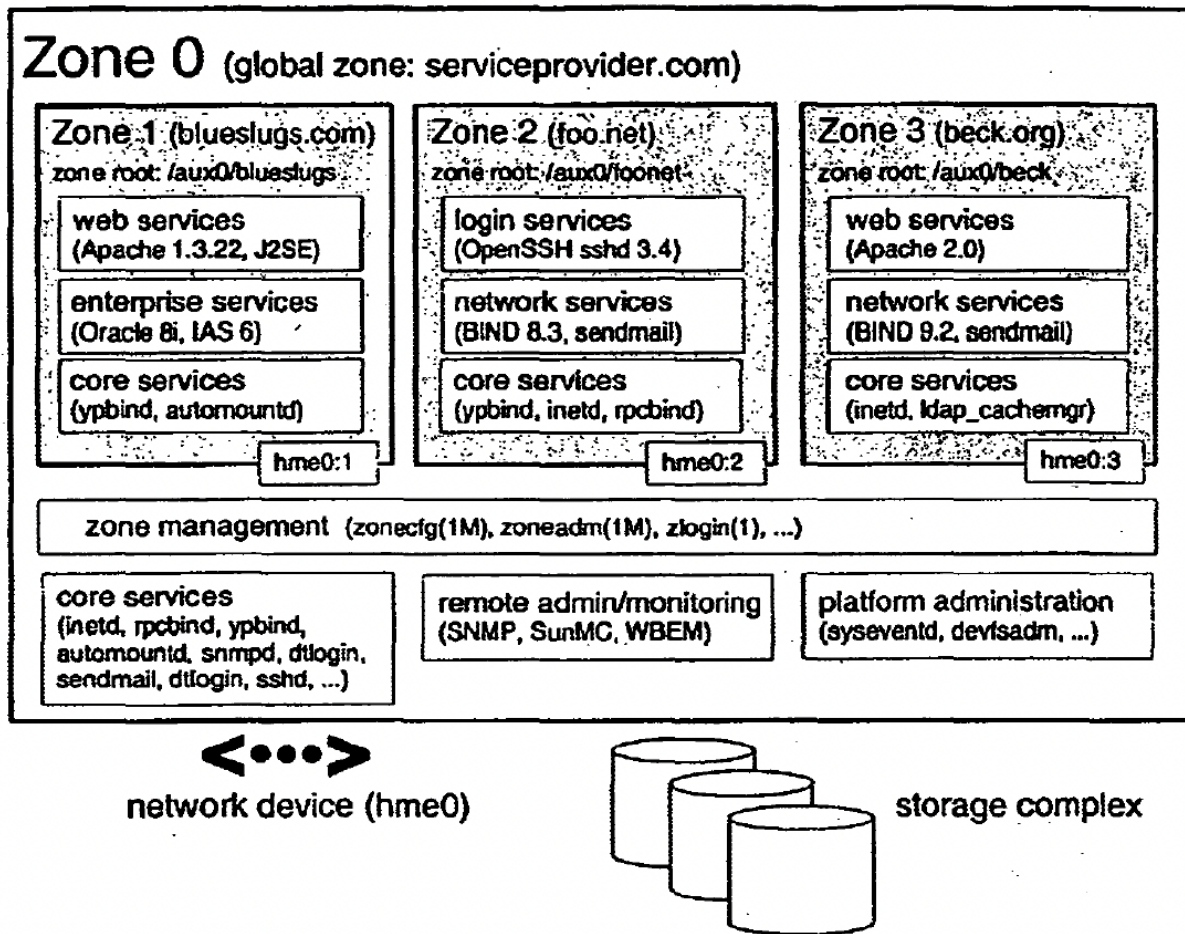 Zone 0 (global zone: serviceprovider.com)
Zone 1 (blueslugs.com)
zone root: /aux0/blueslugs
web services
(Apache 1.3.22, J2SE)
enterprise services
(Oracle 8i, IAS 6)
core services
(ypbind, automountd)
hme0:1
Zone 2 (foo.net)
zone root: /aux0/foonet
login services
(OpenSSH sshd 3.4)
network services
(BIND 8.3, sendmail)
core services
(ypbind, inetd, rpcbind)
hme0:2
Zone 3 (beck.org)
zone root: /aux0/beck
web services
(Apache 2.0)
network services
(BIND 9.2, sendmail)
core services
(inetd, ldap_cachemgr)
hme0:3
zone management (zonecfg(1M), zoneadm(1M), zlogin(1), ...)
core services
(inetd, rpcbind, ypbind,
automountd, snmpd, dtlogin,
sendmail, dtlogin, sshd, ...)
remote admin/monitoring
(SNMP, SunMC, WBEM)
platform administration
(syseventd, devfsadm, ...)
network device (hme0)
storage complex